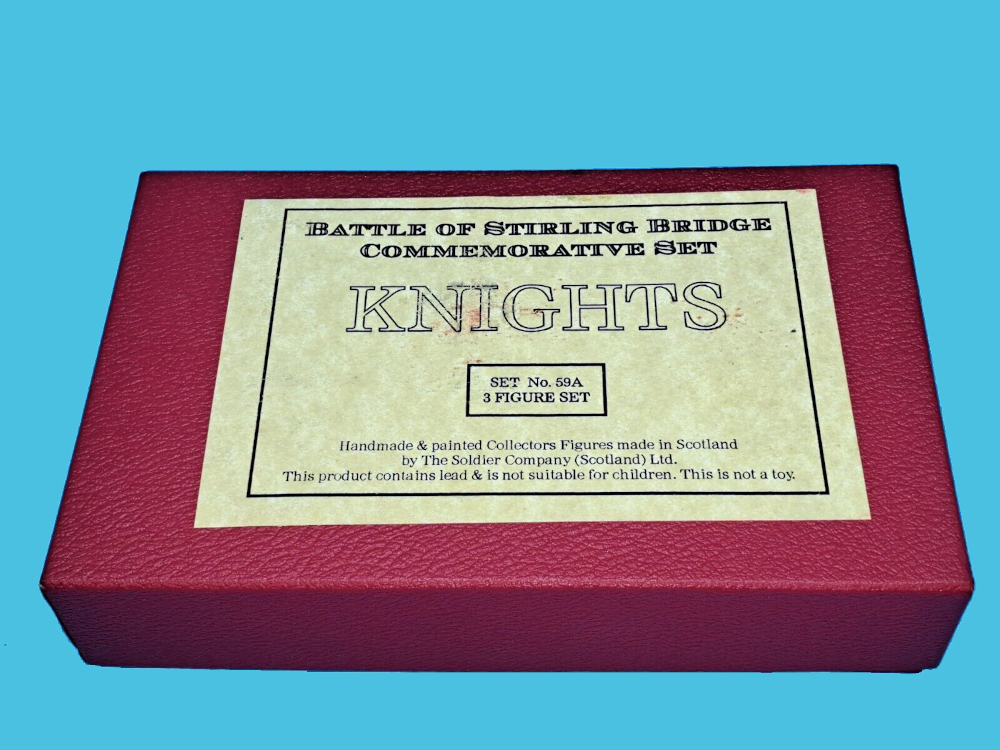 BATTLE OF STIRLING BRIDGE
COMMEMORATIVE SET
KNIGHTS
SET No. 59A
3 FIGURE SET
Handmade & painted Collectors Figures made in Scotland
by The Soldier Company (Scotland) Ltd.
This product contains lead & is not suitable for children. This is not a toy.